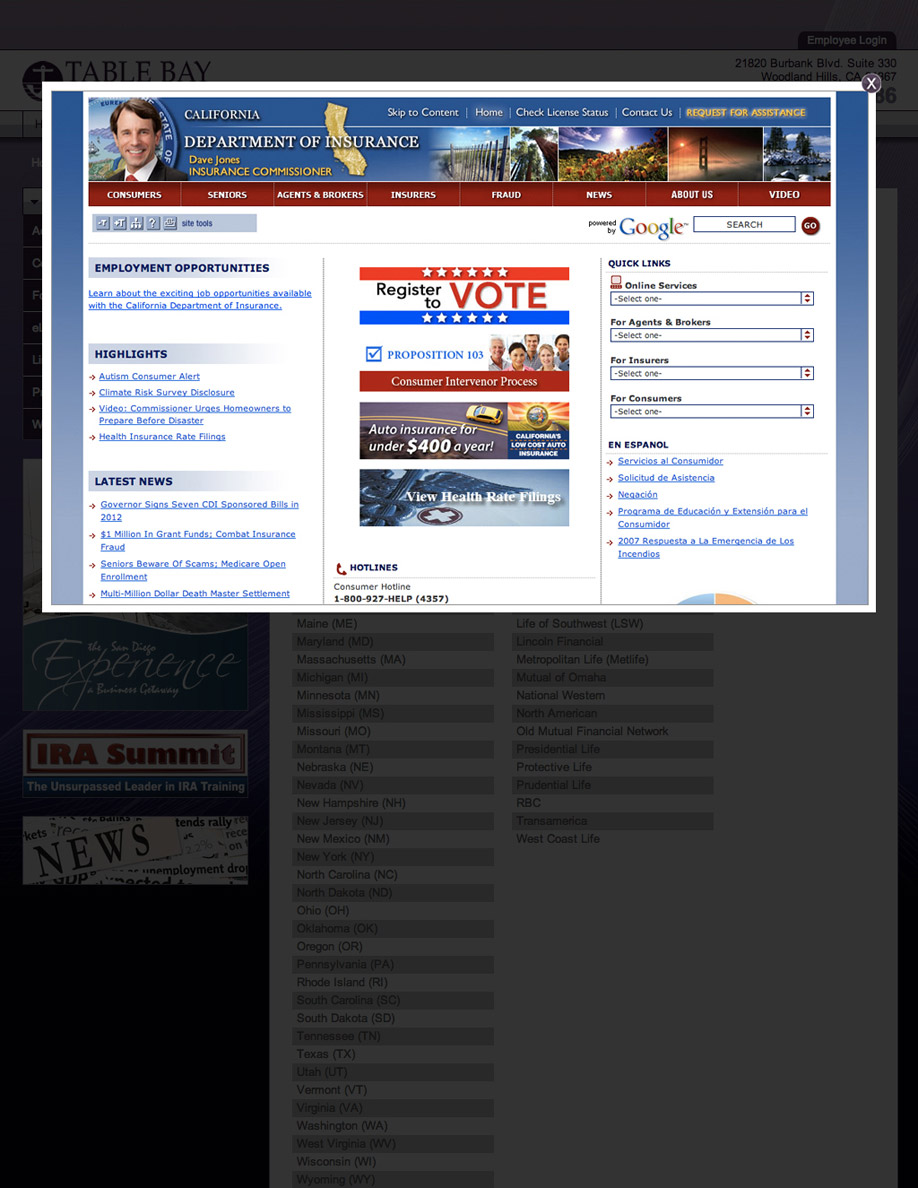 Employee Login
TABLE BAY
21820 Burbank Blvd. Suite 330
Woodland Hills, CA
367
86
X
CALIFORNIA
DEPARTMENT OF INSURANCE
Dave Jones
INSURANCE COMMISSIONER
Skip to Content | Home | Check License Status | Contact Us | REQUEST FOR ASSISTANCE
CONSUMERS
SENIORS
AGENTS & BROKERS
INSURERS
FRAUD
NEWS
ABOUT US
VIDEO
-T +T ? site tools
powered by Google™
SEARCH
GO
EMPLOYMENT OPPORTUNITIES
Learn about the exciting job opportunities available
with the California Department of Insurance.
HIGHLIGHTS
Autism Consumer Alert
Climate Risk Survey Disclosure
Video: Commissioner Urges Homeowners to
Prepare Before Disaster
Health Insurance Rate Filings
LATEST NEWS
Governor Signs Seven CDI Sponsored Bills in
2012
$1 Million In Grant Funds; Combat Insurance
Fraud
Seniors Beware Of Scams; Medicare Open
Enrollment
Multi-Million Dollar Death Master Settlement
Register
to
VOTE
PROPOSITION 103
Consumer Intervenor Process
Auto insurance for
under $400 a year!
CALIFORNIA'S
LOW COST AUTO
INSURANCE
View Health Rate Filings
HOTLINES
Consumer Hotline
1-800-927-HELP (4357)
QUICK LINKS
Online Services
-Select one-
For Agents & Brokers
-Select one-
For Insurers
-Select one-
For Consumers
-Select one-
EN ESPANOL
Servicios al Consumidor
Solicitud de Asistencia
Negación
Programa de Educación y Extensión para el
Consumidor
2007 Respuesta a La Emergencia de Los
Incendios
the San Diego
Experience
a Business Getaway
IRA Summit
The Unsurpassed Leader in IRA Training
NEWS
tends rally
unemployment drop
Maine (ME)
Maryland (MD)
Massachusetts (MA)
Michigan (MI)
Minnesota (MN)
Mississippi (MS)
Missouri (MO)
Montana (MT)
Nebraska (NE)
Nevada (NV)
New Hampshire (NH)
New Jersey (NJ)
New Mexico (NM)
New York (NY)
North Carolina (NC)
North Dakota (ND)
Ohio (OH)
Oklahoma (OK)
Oregon (OR)
Pennsylvania (PA)
Rhode Island (RI)
South Carolina (SC)
South Dakota (SD)
Tennessee (TN)
Texas (TX)
Utah (UT)
Vermont (VT)
Virginia (VA)
Washington (WA)
West Virginia (WV)
Wisconsin (WI)
Wyoming (WY)
Life of Southwest (LSW)
Lincoln Financial
Metropolitan Life (Metlife)
Mutual of Omaha
National Western
North American
Old Mutual Financial Network
Presidential Life
Protective Life
Prudential Life
RBC
Transamerica
West Coast Life